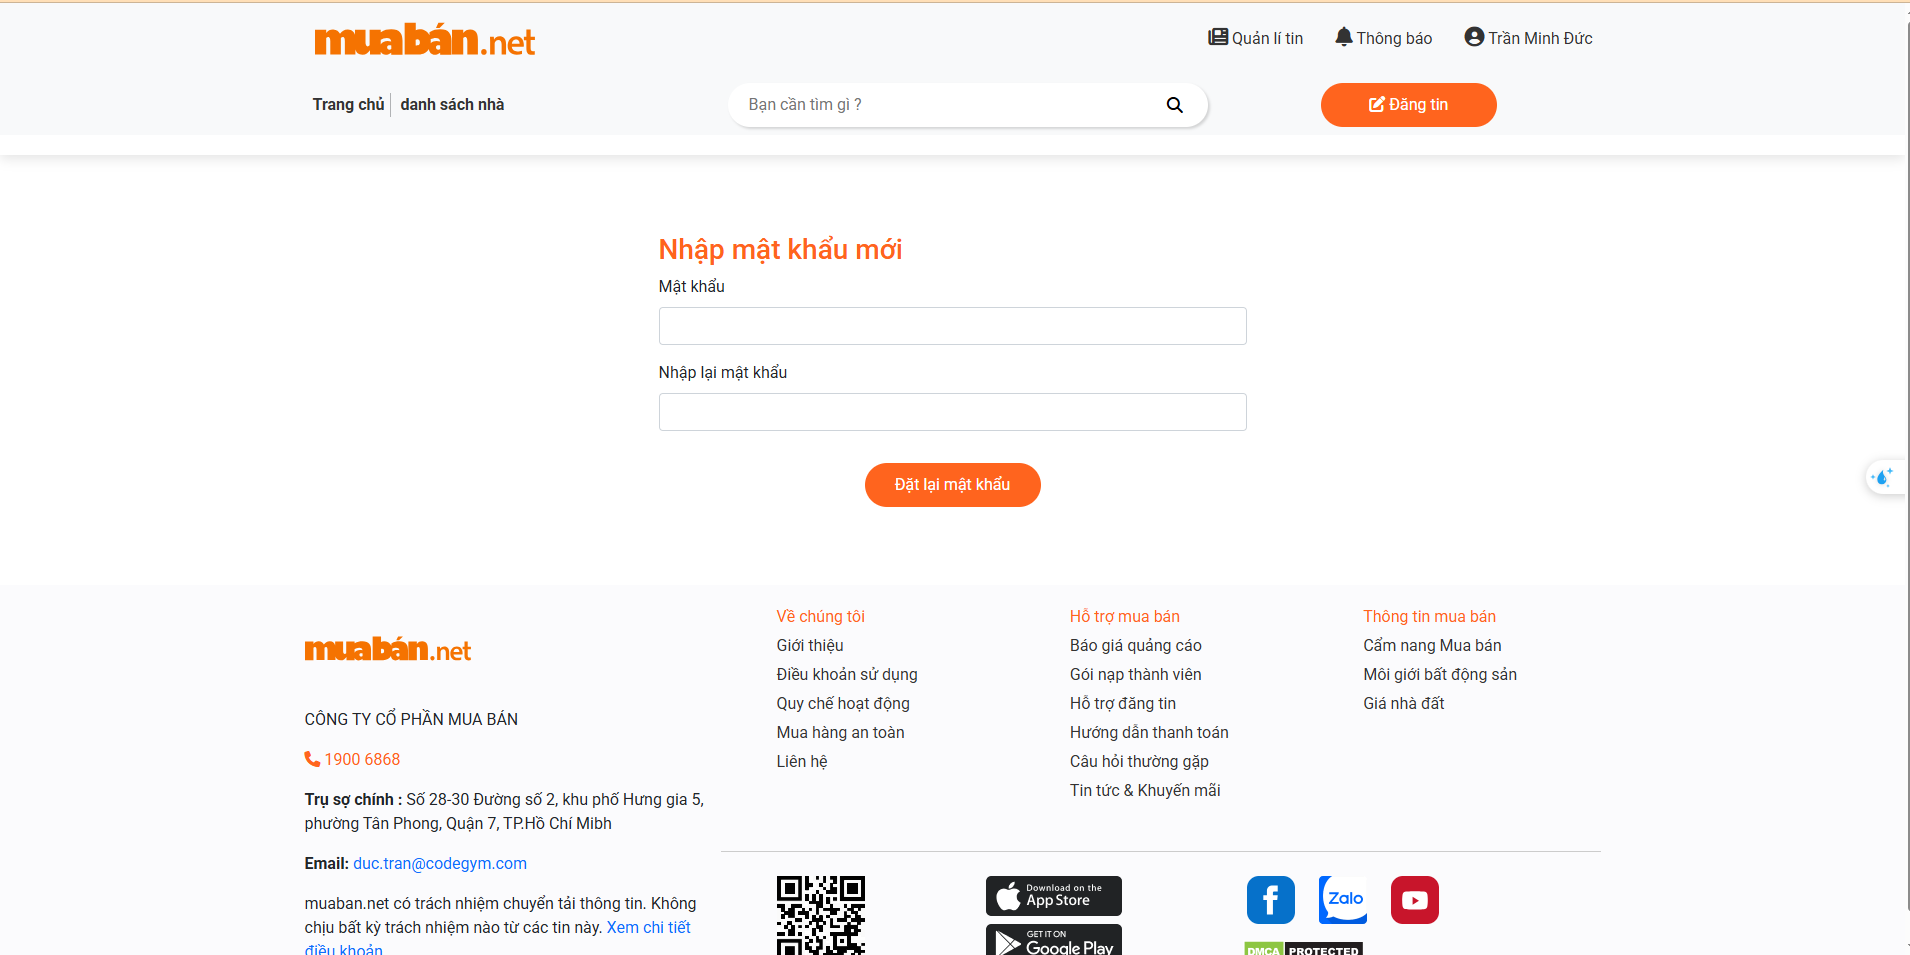 muabán.net
Quản lí tin
Thông báo
Trần Minh Đức
Trang chủ
danh sách nhà
Bạn cần tìm gì ?
Đăng tin
Nhập mật khẩu mới
Mật khẩu
Nhập lại mật khẩu
Đặt lại mật khẩu
muabán.net
CÔNG TY CỔ PHẦN MUA BÁN
1900 6868
Trụ sợ chính : Số 28-30 Đường số 2, khu phố Hưng gia 5,
phường Tân Phong, Quận 7, TP.Hồ Chí Mibh
Email: duc.tran@codegym.com
muaban.net có trách nhiệm chuyển tải thông tin. Không
chịu bất kỳ trách nhiệm nào từ các tin này. Xem chi tiết
điều khoản
Về chúng tôi
Giới thiệu
Điều khoản sử dụng
Quy chế hoạt động
Mua hàng an toàn
Liên hệ
Hỗ trợ mua bán
Báo giá quảng cáo
Gói nạp thành viên
Hỗ trợ đăng tin
Hướng dẫn thanh toán
Câu hỏi thường gặp
Tin tức & Khuyến mãi
Thông tin mua bán
Cẩm nang Mua bán
Môi giới bất động sản
Giá nhà đất
Download on the
App Store
GET IT ON
Google Play
Zalo
DMCA PROTECTED